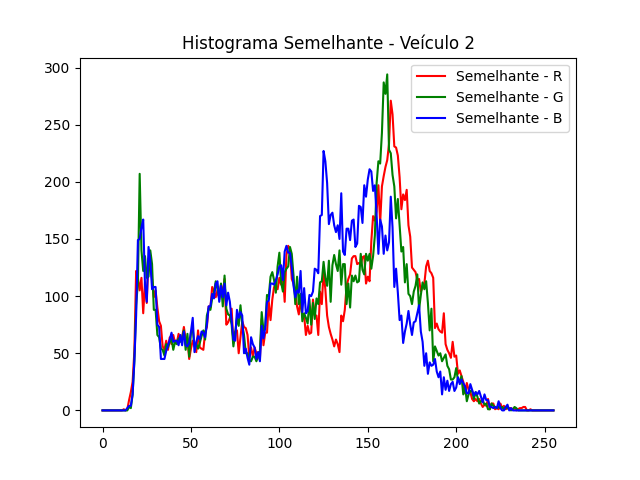 Histograma Semelhante - Veículo 2
Semelhante - R
Semelhante - G
Semelhante - B
300
250
200
150
100
50
0
0 50 100 150 200 250